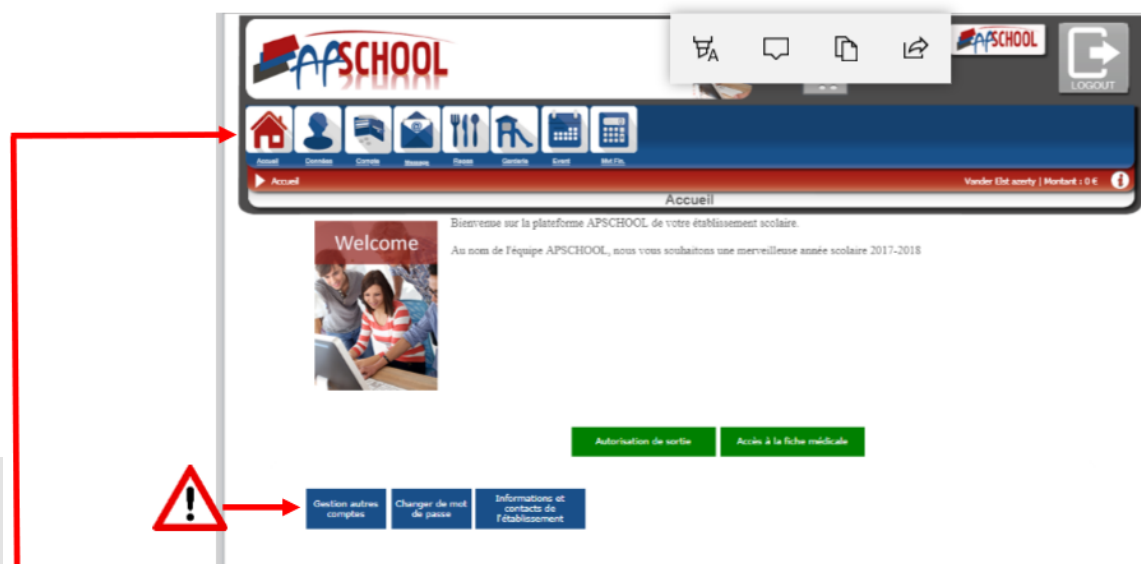 APSCHOOL
APSCHOOL
LOGOUT
Accueil
Données
Compte
Message
Repas
Garderie
Event
Mvt Fin.
Accueil
Vander Elst azerty | Montant : 0 €
Accueil
Welcome
Bienvenue sur la plateforme APSCHOOL de votre établissement scolaire.
Au nom de l'équipe APSCHOOL, nous vous souhaitons une merveilleuse année scolaire 2017-2018
Autorisation de sortie
Accès à la fiche médicale
Gestion autres
comptes
Changer de mot
de passe
Informations et
contacts de
l'établissement